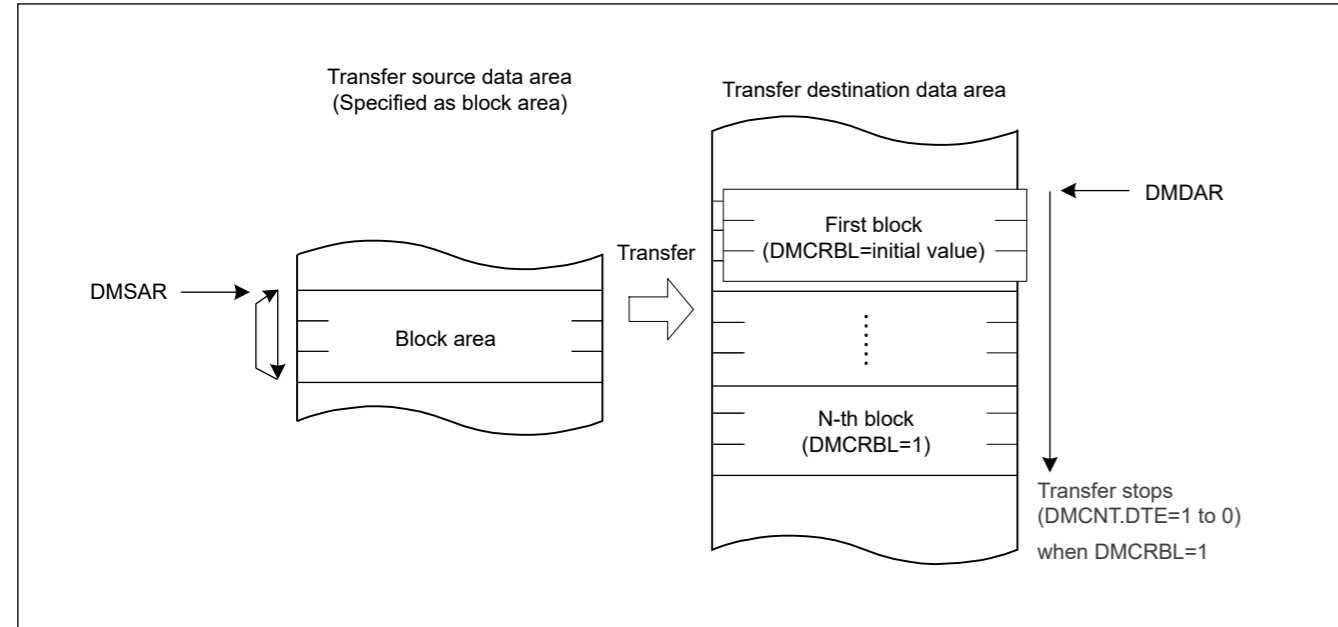 Transfer source data area
(Specified as block area)
Transfer destination data area
DMSAR
Block area
Transfer
First block
(DMCRBL=initial value)
DMDAR
N-th block
(DMCRBL=1)
Transfer stops
(DMCNT.DTE=1 to 0)
when DMCRBL=1